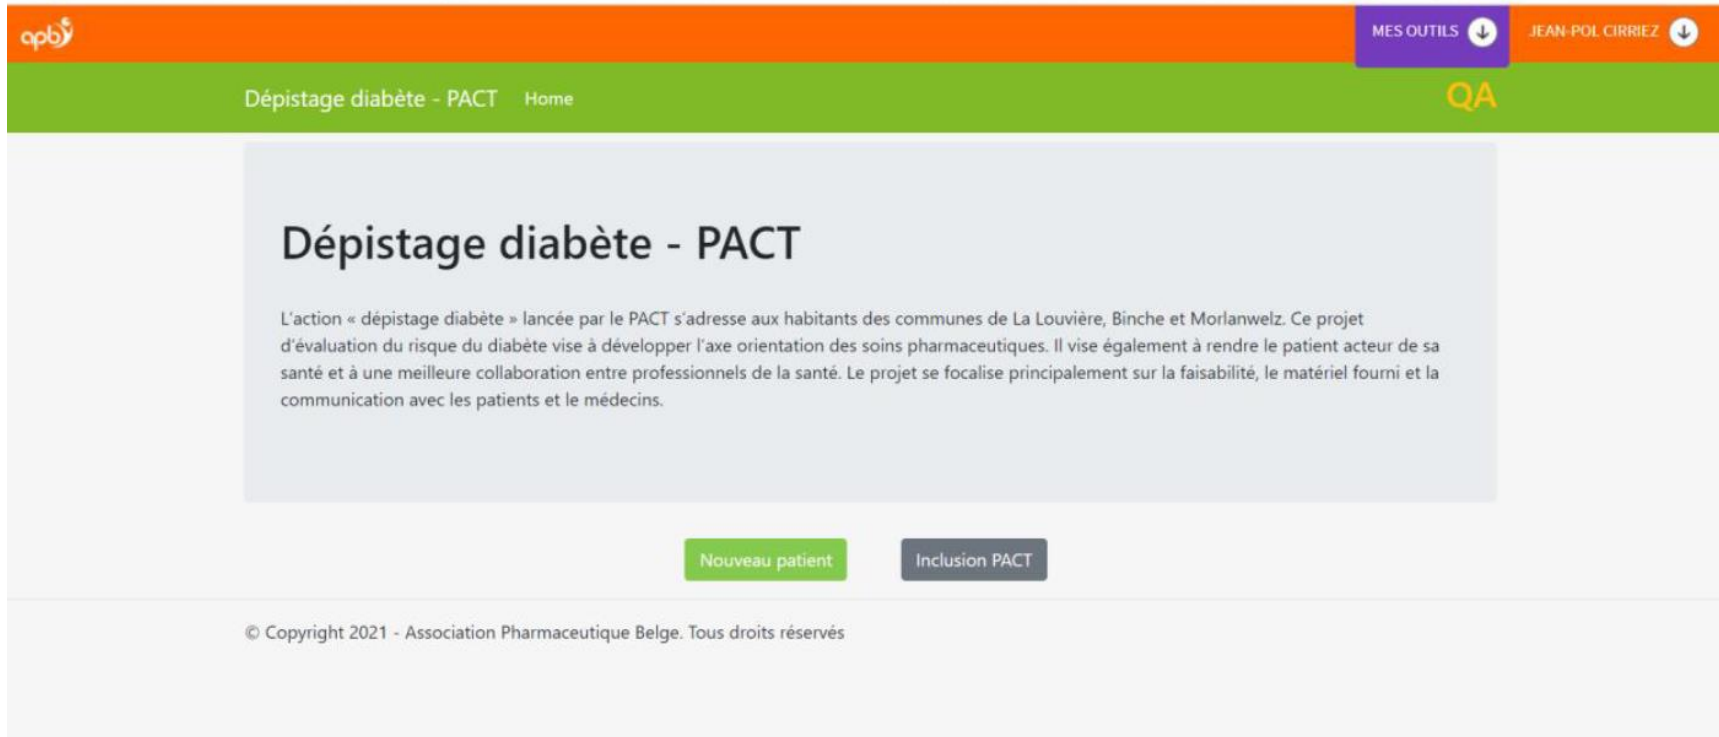 apb
MES OUTILS
JEAN-POL CIRRIEZ
Dépistage diabète - PACT Home
QA
Dépistage diabète - PACT
L'action « dépistage diabète » lancée par le PACT s'adresse aux habitants des communes de La Louvière, Binche et Morlanwelz. Ce projet
d'évaluation du risque du diabète vise à développer l'axe orientation des soins pharmaceutiques. Il vise également à rendre le patient acteur de sa
santé et à une meilleure collaboration entre professionnels de la santé. Le projet se focalise principalement sur la faisabilité, le matériel fourni et la
communication avec les patients et le médecins.
Nouveau patient
Inclusion PACT
© Copyright 2021 - Association Pharmaceutique Belge. Tous droits réservés